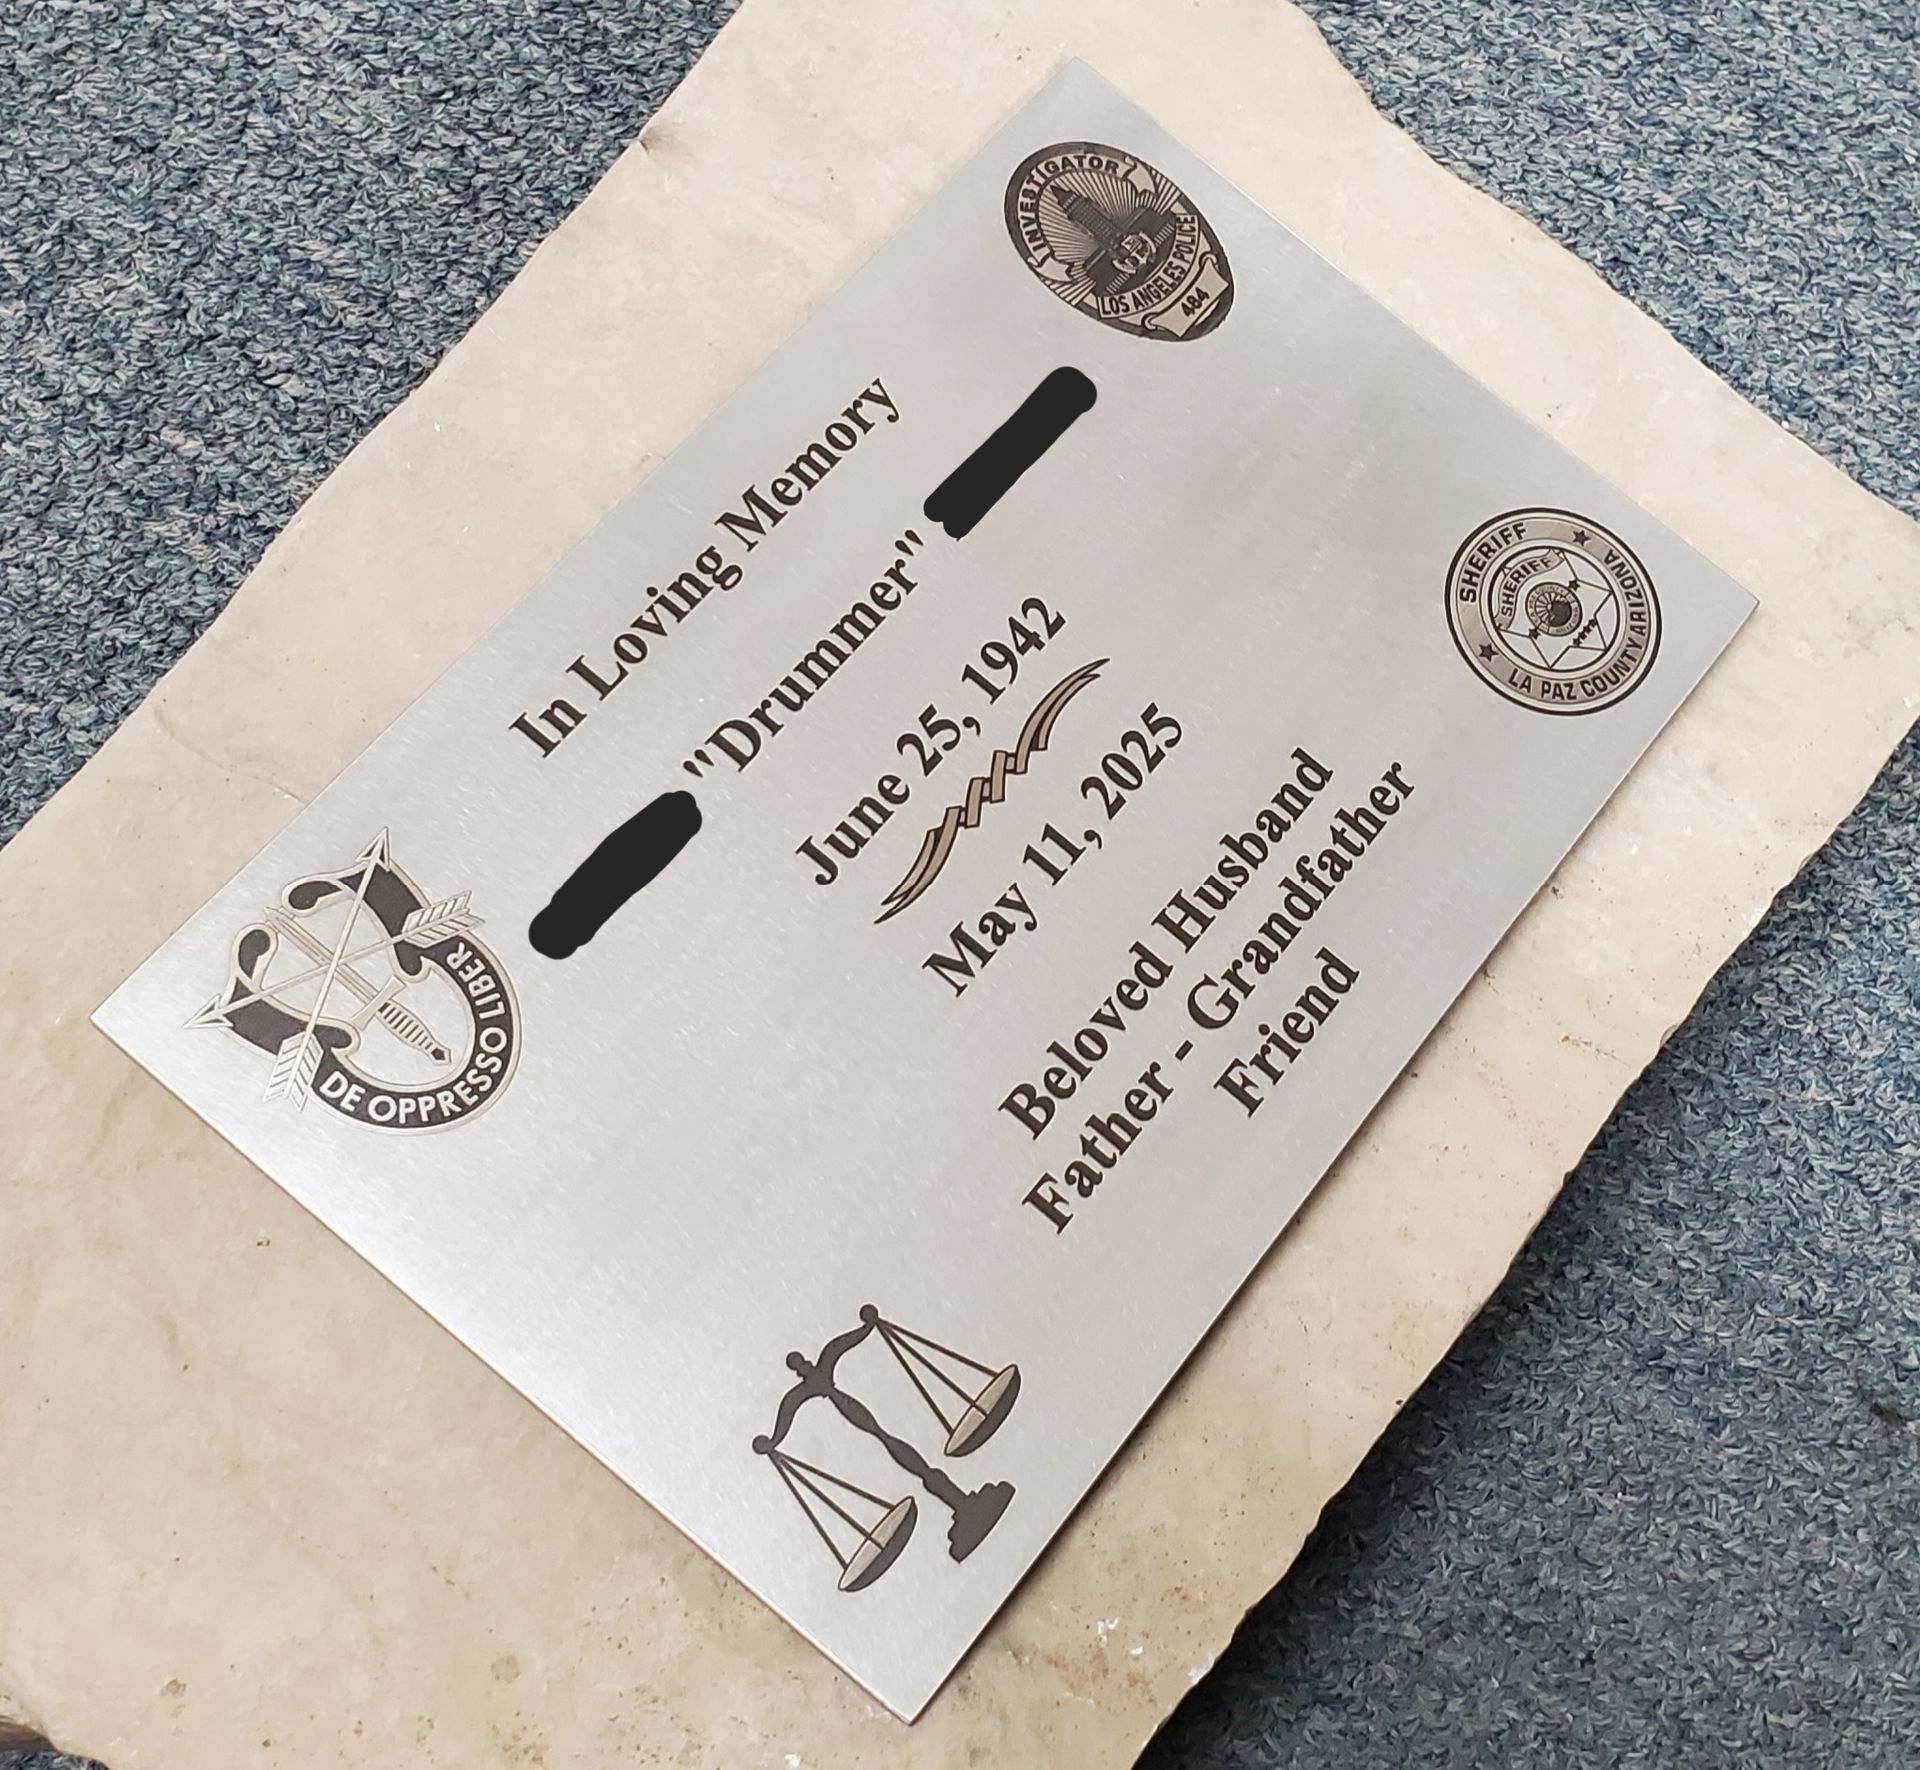 INVESTIGATOR
LOS ANGELES POLICE
484
In Loving Memory
"Drummer"
June 25, 1942
May 11, 2025
Beloved Husband
Father - Grandfather
Friend
DE OPPRESSO LIBER
SHERIFF
LA PAZ COUNTY ARIZONA
SHERIFF